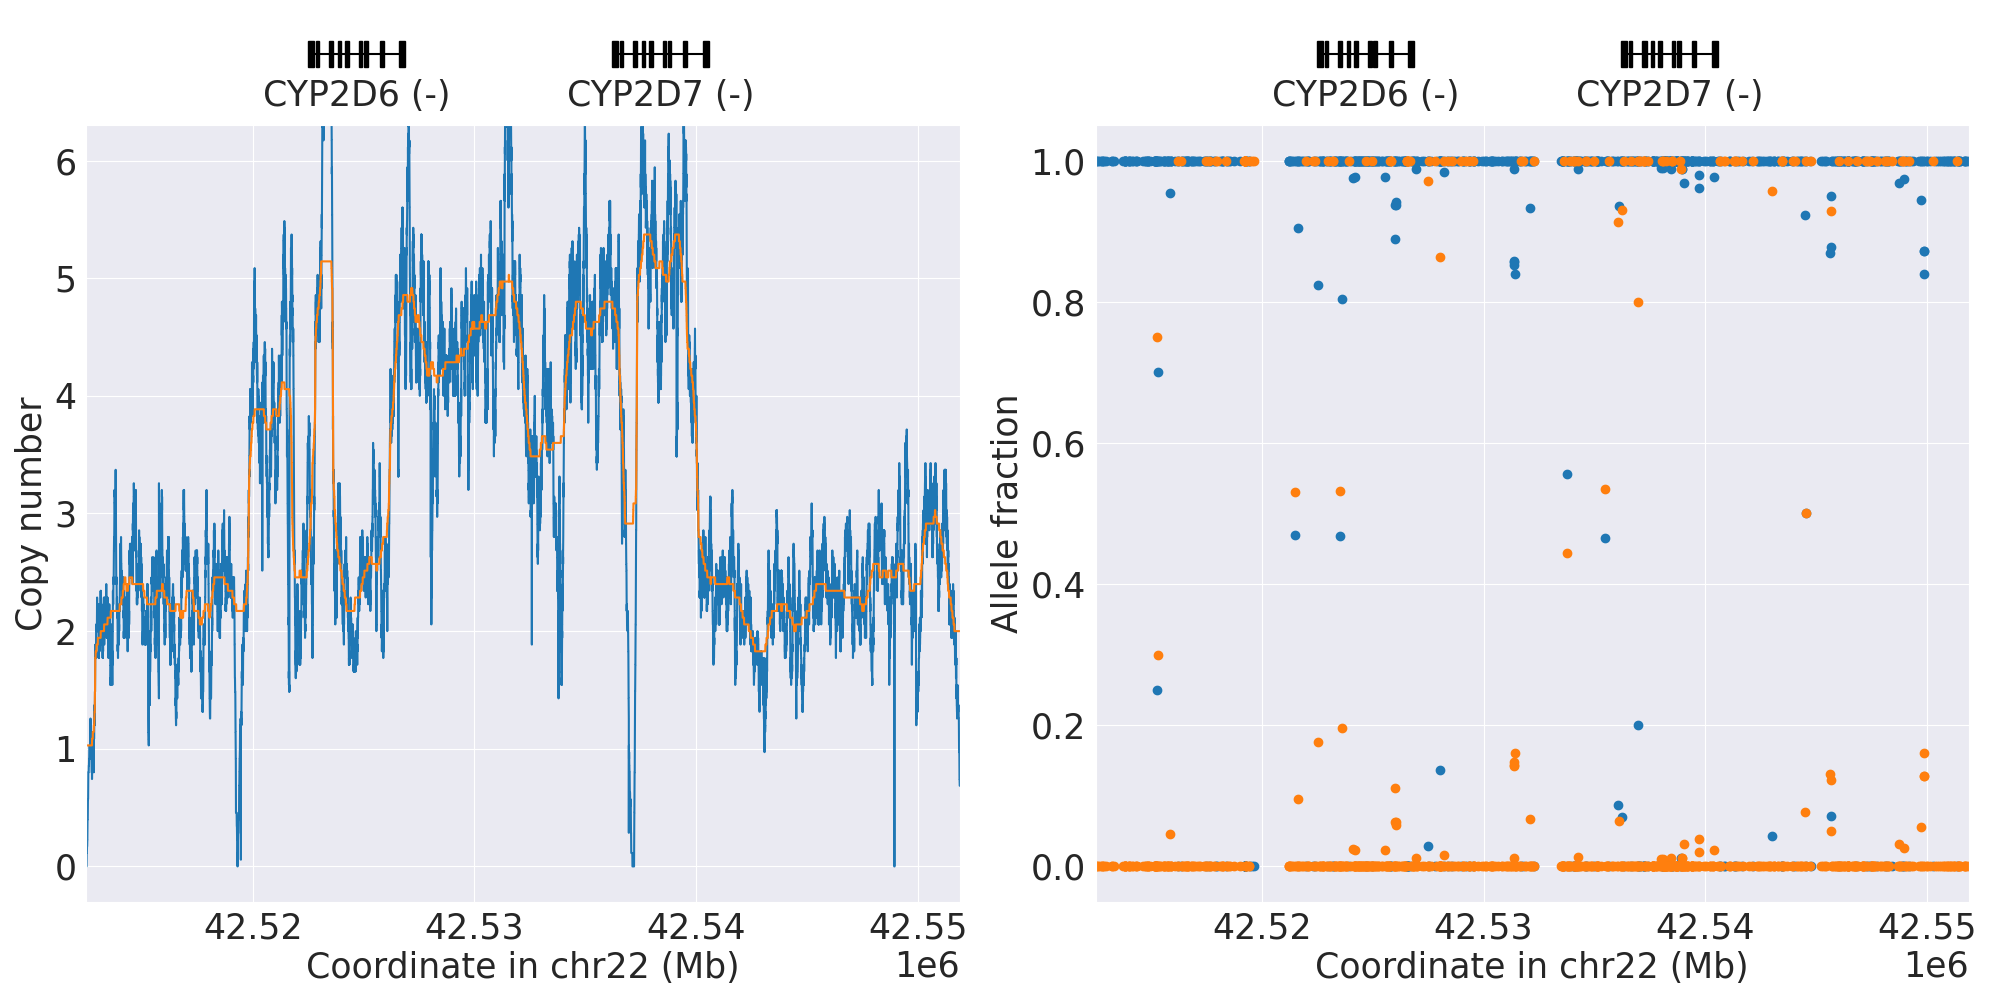 CYP2D6 (-) CYP2D7 (-)
6
5
4
3
2
1
0
Copy number
42.52 42.53 42.54 42.55
Coordinate in chr22 (Mb) 1e6
CYP2D6 (-) CYP2D7 (-)
1.0
0.8
0.6
0.4
0.2
0.0
Allele fraction
42.52 42.53 42.54 42.55
Coordinate in chr22 (Mb) 1e6